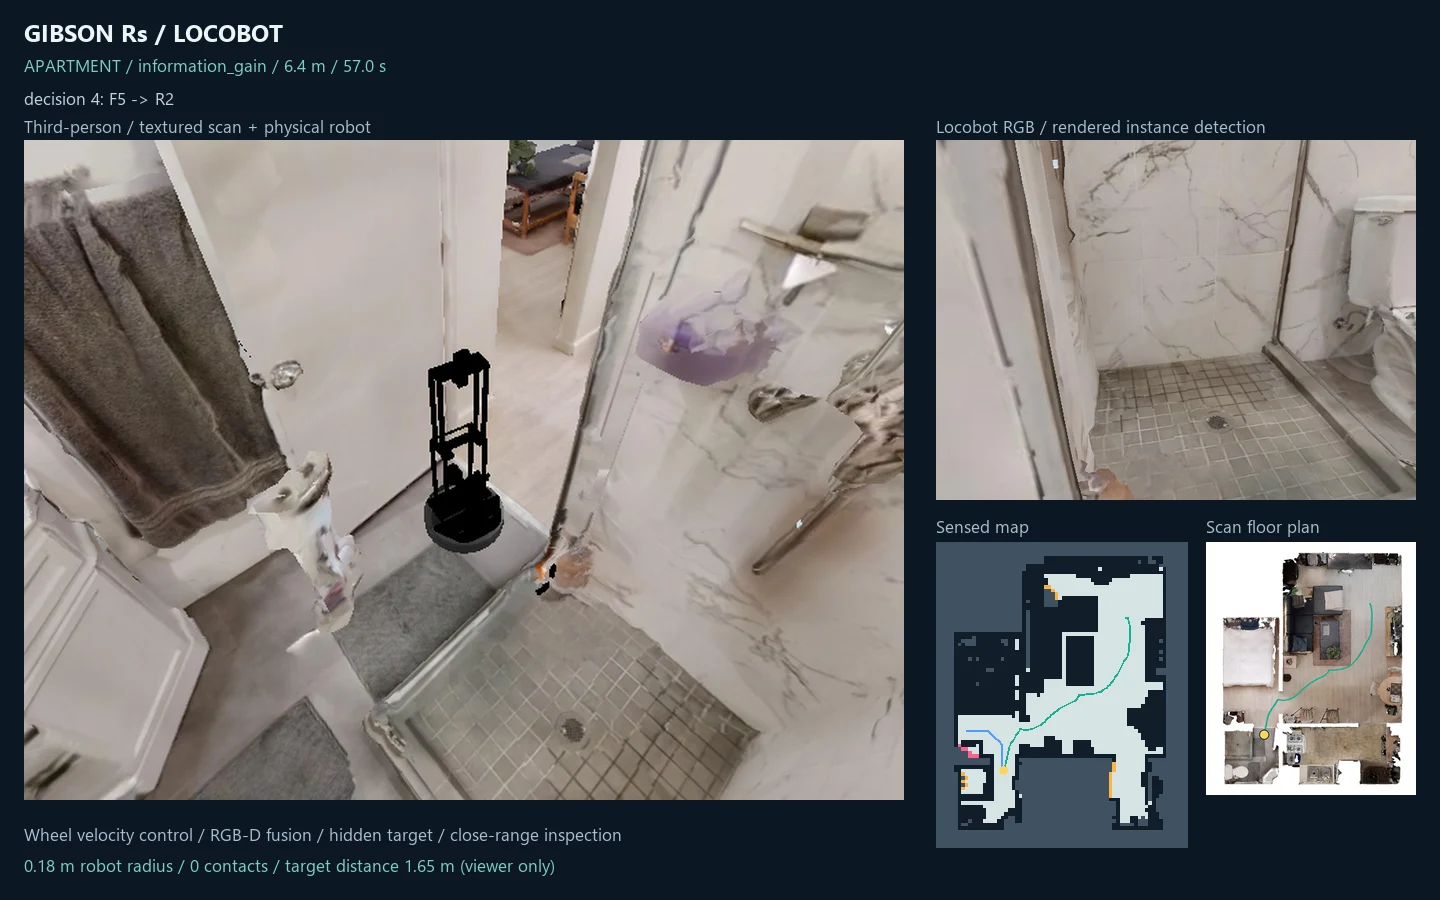 GIBSON Rs / LOCOBOT
APARTMENT / information_gain / 6.4 m / 57.0 s
decision 4: F5 -> R2
Third-person / textured scan + physical robot
Locobot RGB / rendered instance detection
Sensed map
Scan floor plan
Wheel velocity control / RGB-D fusion / hidden target / close-range inspection
0.18 m robot radius / 0 contacts / target distance 1.65 m (viewer only)